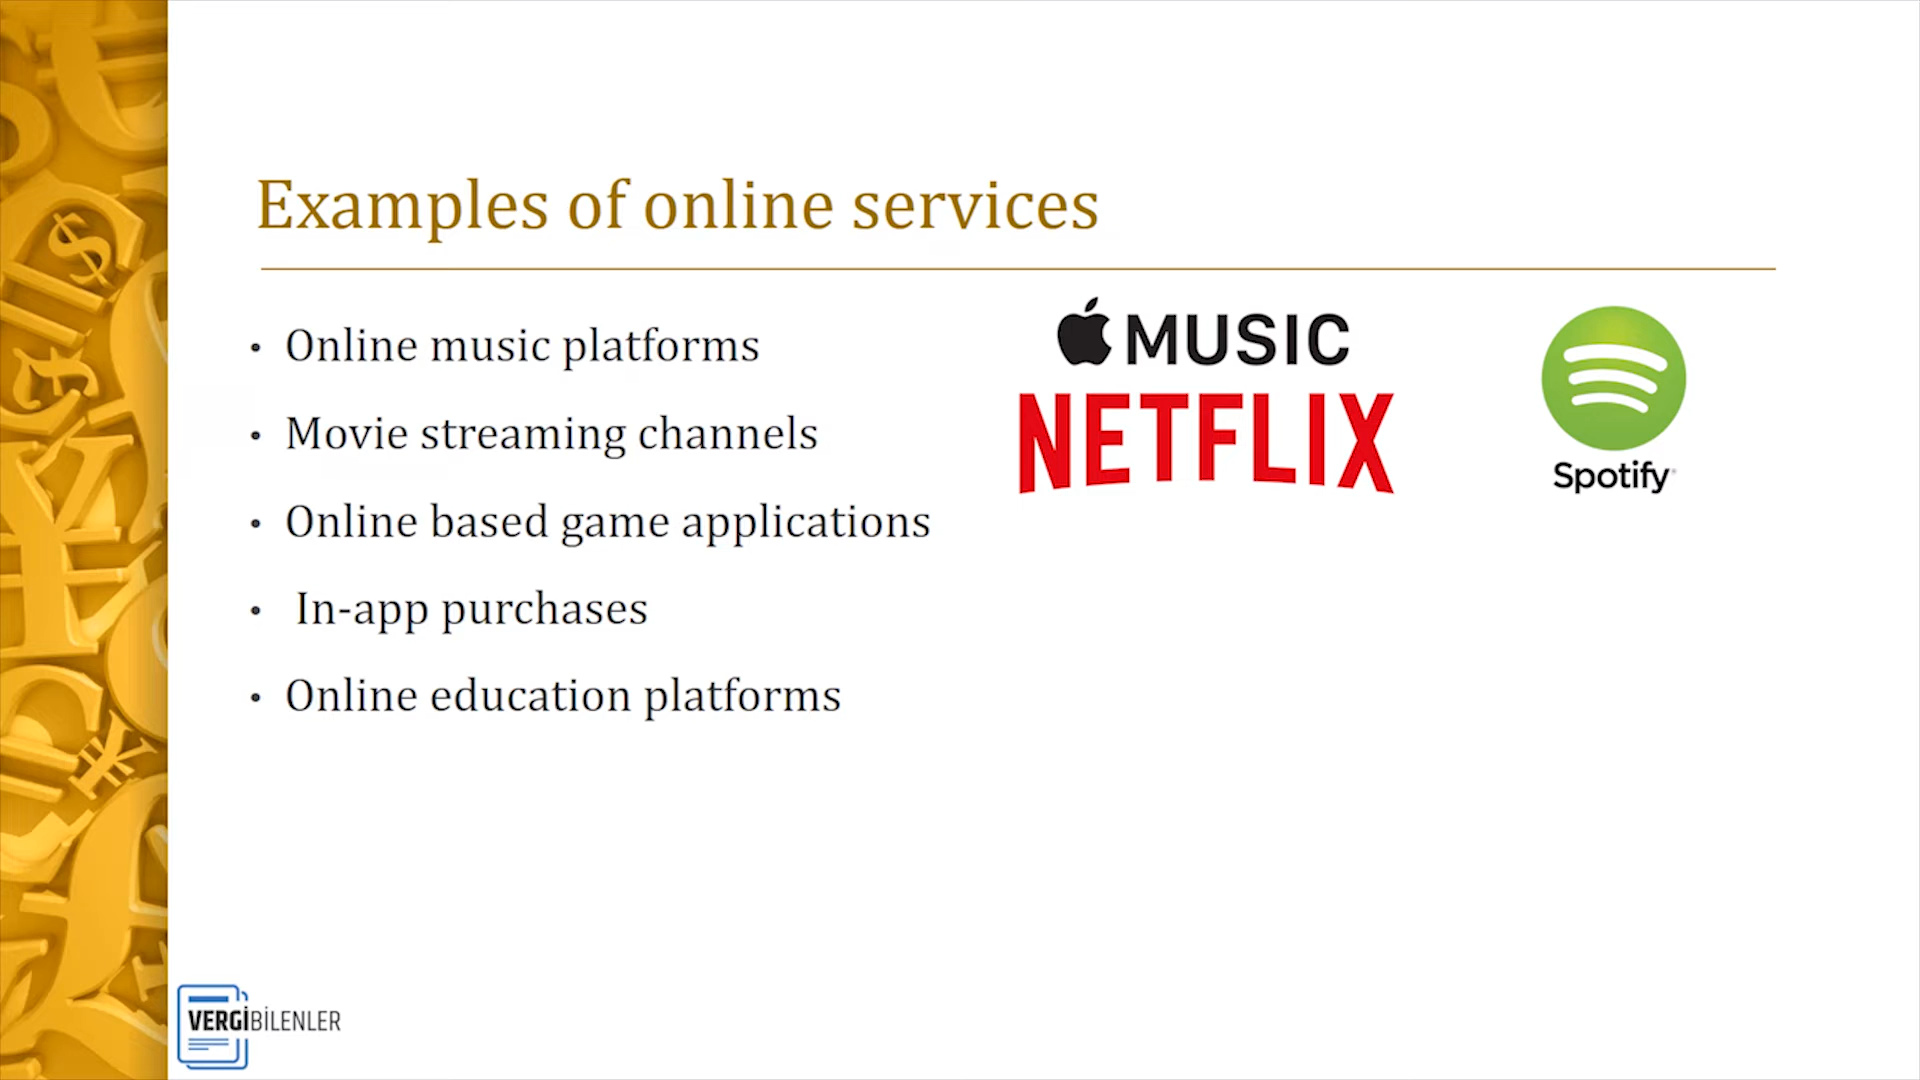 Examples of online services
• Online music platforms
• Movie streaming channels
• Online based game applications
• In-app purchases
• Online education platforms
MUSIC
NETFLIX
Spotify
VERGİBİLENLER